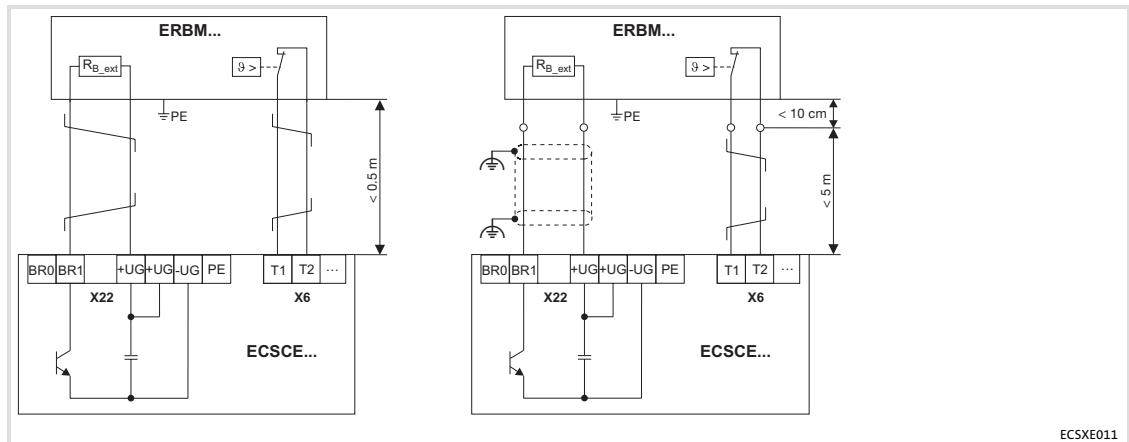 ERBM...
R_B_ext
ϑ >
PE
< 0.5 m
BR0 BR1 +UG +UG -UG PE T1 T2 ...
X22 X6
ECSCE...
ERBM...
R_B_ext
ϑ >
PE
< 10 cm
< 5 m
BR0 BR1 +UG +UG -UG PE T1 T2 ...
X22 X6
ECSCE...
ECSXE011